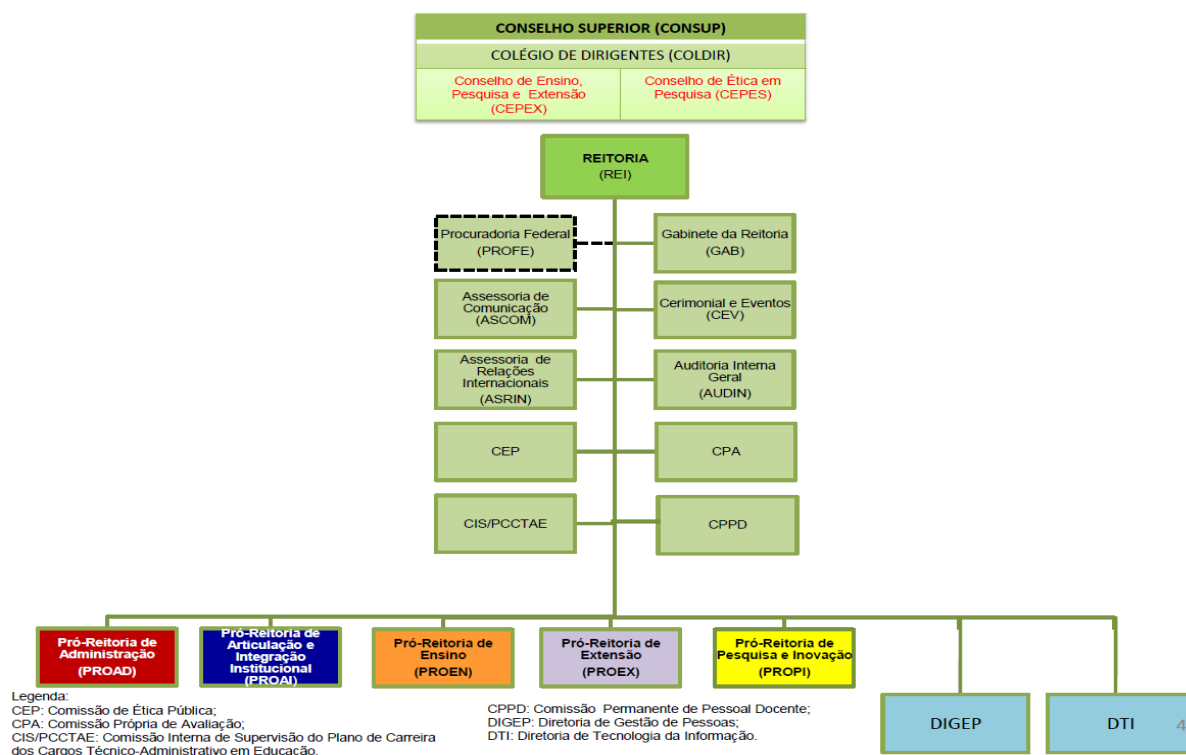 CONSELHO SUPERIOR (CONSUP)
COLÉGIO DE DIRIGENTES (COLDIR)
Conselho de Ensino,
Pesquisa e Extensão
(CEPEX)
Conselho de Ética em
Pesquisa (CEPES)
REITORIA
(REI)
Procuradoria Federal
(PROFE)
Gabinete da Reitoria
(GAB)
Assessoria de
Comunicação
(ASCOM)
Cerimonial e Eventos
(CEV)
Assessoria de
Relações
Internacionais
(ASRIN)
Auditoria Interna
Geral
(AUDIN)
CEP
CPA
CIS/PCCTAE
CPPD
Pró-Reitoria de
Administração
(PROAD)
Pró-Reitoria de
Articulação e
Integração
Institucional
(PROAI)
Pró-Reitoria de
Ensino
(PROEN)
Pró-Reitoria de
Extensão
(PROEX)
Pró-Reitoria de
Pesquisa e Inovação
(PROPI)
DIGEP
DTI
4
Legenda:
CEP: Comissão de Ética Pública;
CPA: Comissão Própria de Avaliação;
CIS/PCCTAE: Comissão Interna de Supervisão do Plano de Carreira
dos Cargos Técnico-Administrativo em Educação.
CPPD: Comissão Permanente de Pessoal Docente;
DIGEP: Diretoria de Gestão de Pessoas;
DTI: Diretoria de Tecnologia da Informação.